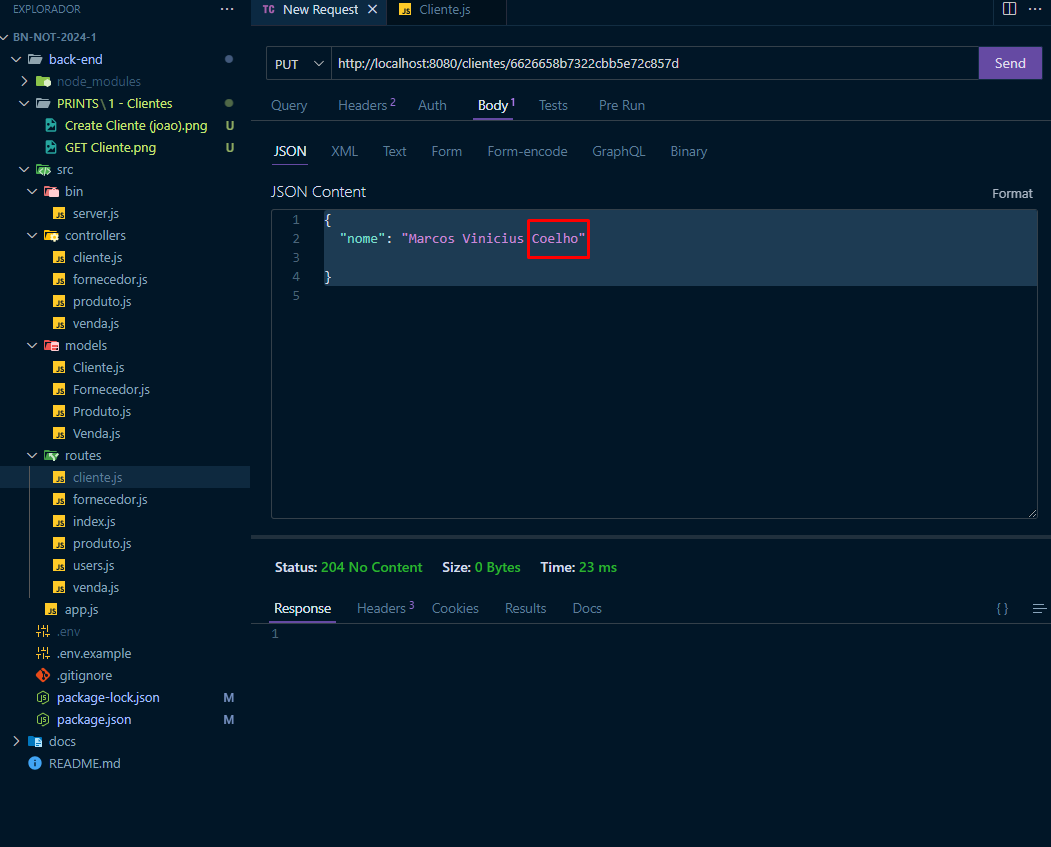 EXPLORADOR
BN-NOT-2024-1
back-end
node_modules
PRINTS\1 - Clientes
Create Cliente (joao).png U
GET Cliente.png U
src
bin
server.js
controllers
cliente.js
fornecedor.js
produto.js
venda.js
models
Cliente.js
Fornecedor.js
Produto.js
Venda.js
routes
cliente.js
fornecedor.js
index.js
produto.js
users.js
venda.js
app.js
.env
.env.example
.gitignore
package-lock.json M
package.json M
docs
README.md
TC New Request
JS Cliente.js
PUT http://localhost:8080/clientes/6626658b7322cbb5e72c857d Send
Query Headers 2 Auth Body 1 Tests Pre Run
JSON XML Text Form Form-encode GraphQL Binary
JSON Content
Format
1 {
2 "nome": "Marcos Vinicius Coelho"
3
4 }
5
Status: 204 No Content Size: 0 Bytes Time: 23 ms
Response Headers 3 Cookies Results Docs { }
1